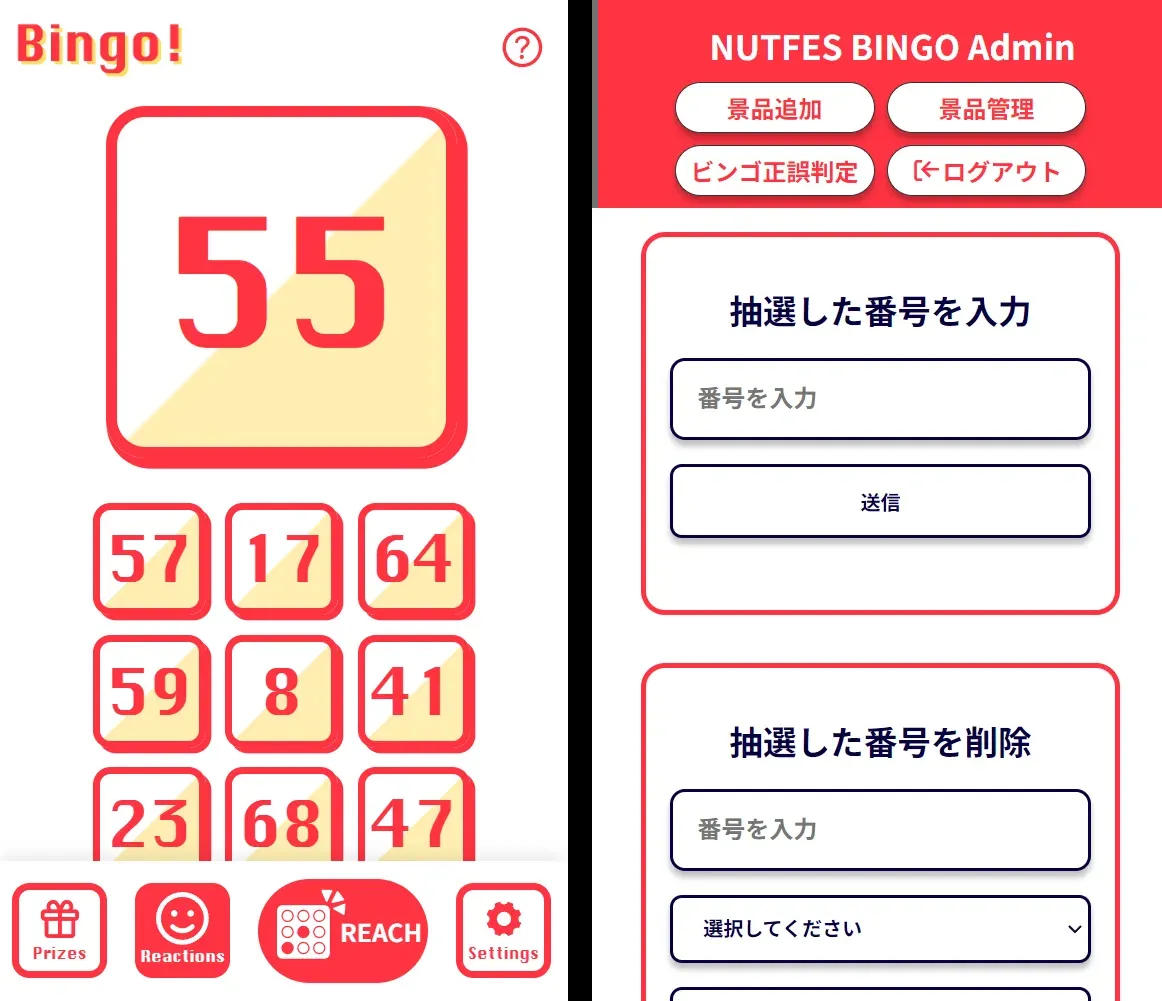 Bingo!
?
55
57 17 64
59 8 41
23 68 47
Prizes
Reactions
REACH
Settings
NUTFES BINGO Admin
景品追加 景品管理
ビンゴ正誤判定 ログアウト
抽選した番号を入力
番号を入力
送信
抽選した番号を削除
番号を入力
選択してください